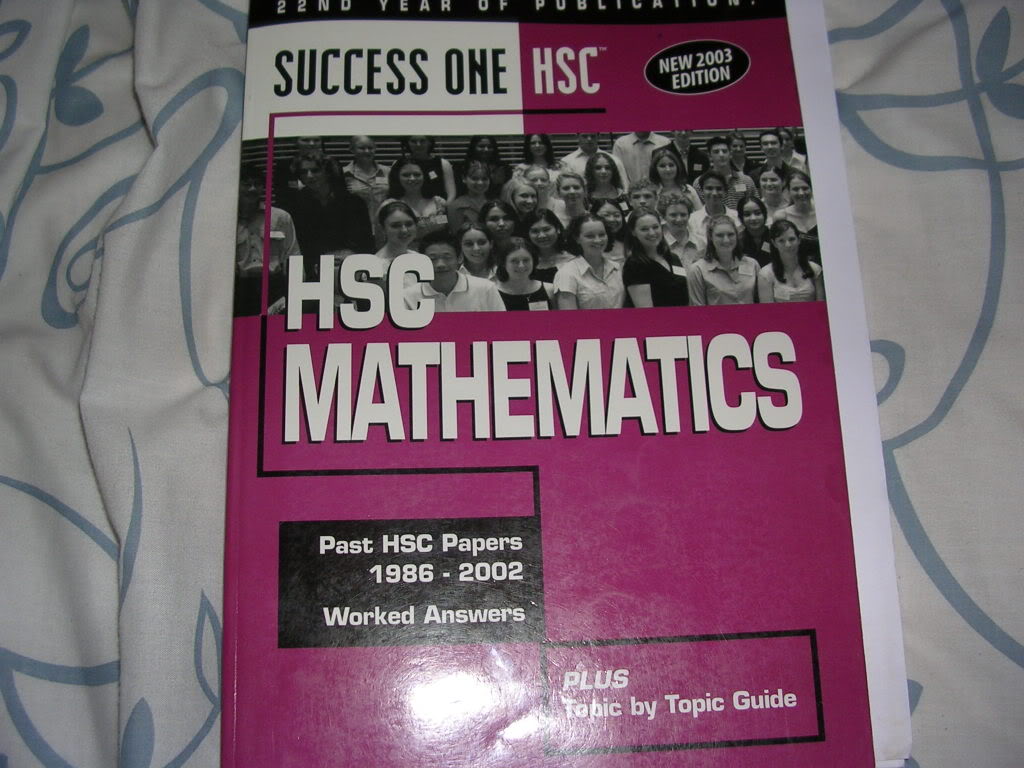 22ND YEAR OF PUBLICATION.
SUCCESS ONE HSC™
NEW 2003
EDITION
HSC
MATHEMATICS
Past HSC Papers
1986 - 2002
Worked Answers
PLUS
Topic by Topic Guide